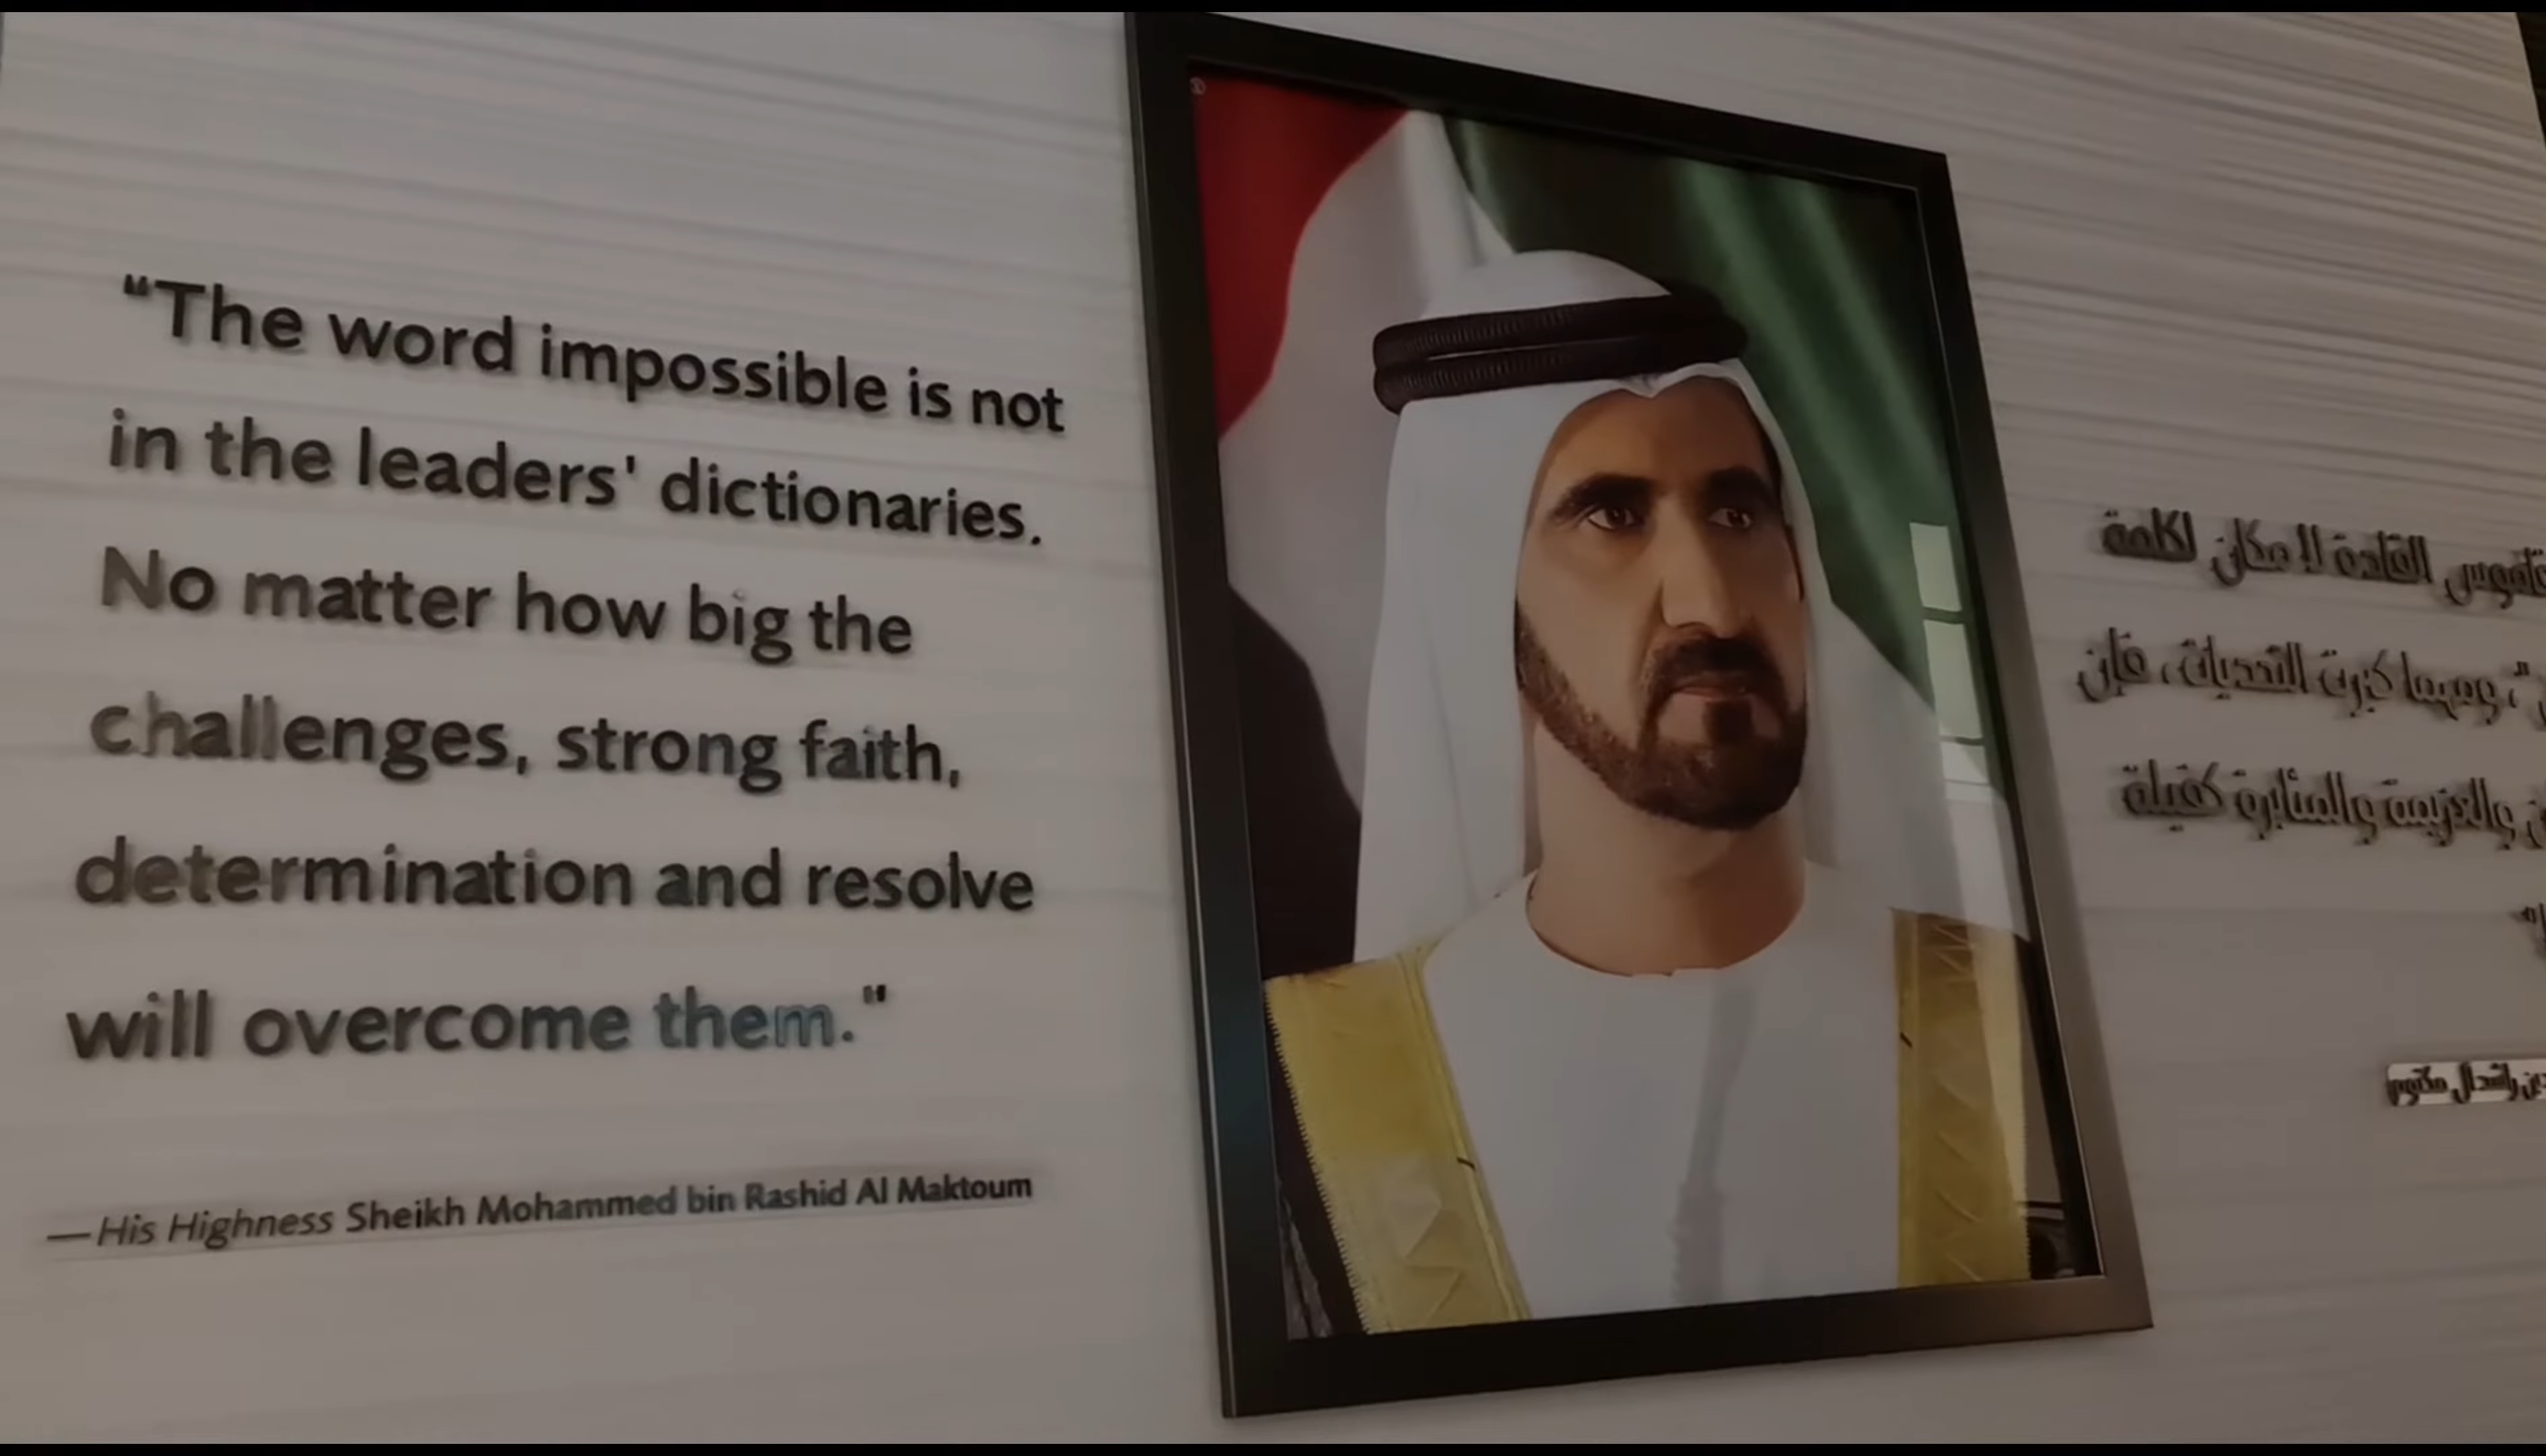 “The word impossible is not
in the leaders' dictionaries.
No matter how big the
challenges, strong faith,
determination and resolve
will overcome them."
—His Highness Sheikh Mohammed bin Rashid Al Maktoum
القادة لا مكان لكلمة
ومهما كبرت التحديات، فإن
والعزيمة والمثابرة كفيلة
راشد آل مكتوم